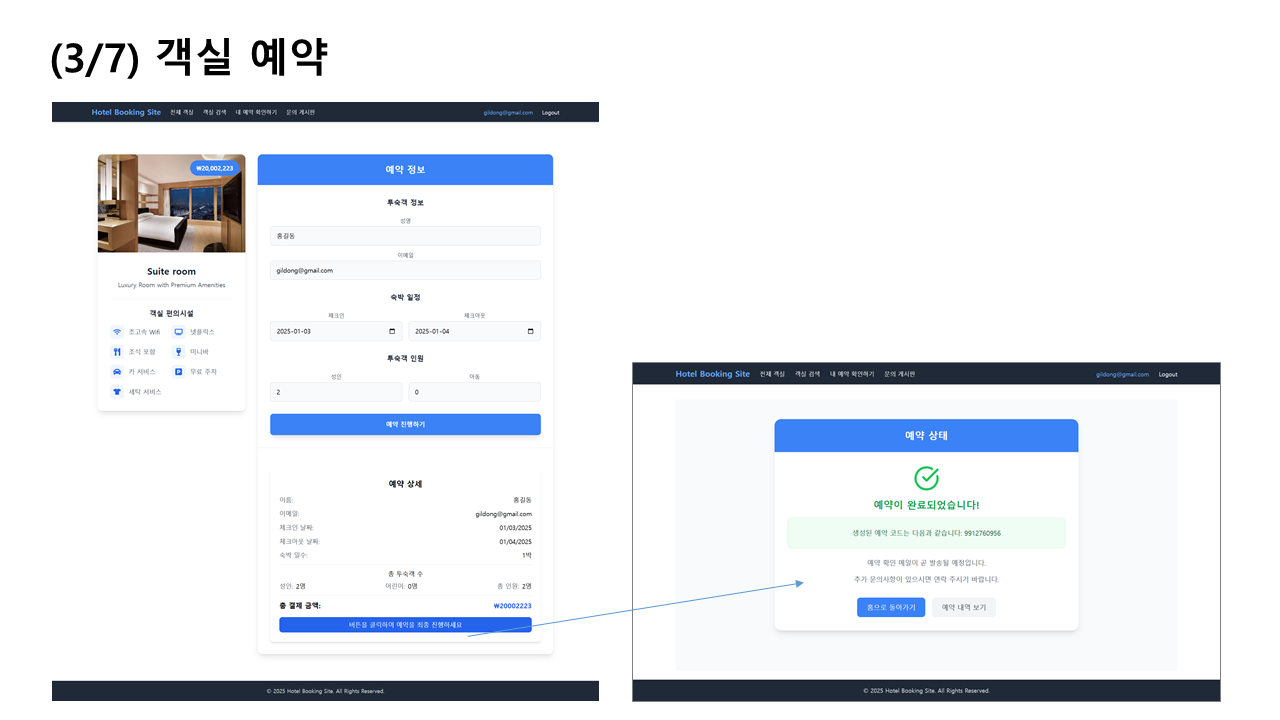 (3/7) 객실 예약
Hotel Booking Site 전체 객실 객실 검색 내 예약 확인하기 문의 게시판 gildong@gmail.com Logout
₩20,002,223
Suite room
Luxury Room with Premium Amenities
객실 편의시설
초고속 Wifi 넷플릭스
조식 포함 미니바
카 서비스 무료 주차
세탁 서비스
예약 정보
투숙객 정보
성명
홍길동
이메일
gildong@gmail.com
숙박 일정
체크인 체크아웃
2025-01-03 2025-01-04
투숙객 인원
성인 아동
2 0
예약 진행하기
예약 상세
이름: 홍길동
이메일: gildong@gmail.com
체크인 날짜: 01/03/2025
체크아웃 날짜: 01/04/2025
숙박 일수: 1박
총 투숙객 수
성인: 2명 어린이: 0명 총 인원: 2명
총 결제 금액: ₩20002223
버튼을 클릭하여 예약을 최종 진행하세요
© 2025 Hotel Booking Site. All Rights Reserved.
Hotel Booking Site 전체 객실 객실 검색 내 예약 확인하기 문의 게시판 gildong@gmail.com Logout
예약 상태
예약이 완료되었습니다!
생성된 예약 코드는 다음과 같습니다: 9912760956
예약 확인 메일이 곧 발송될 예정입니다.
추가 문의사항이 있으시면 연락 주시기 바랍니다.
홈으로 돌아가기 예약 내역 보기
© 2025 Hotel Booking Site. All Rights Reserved.